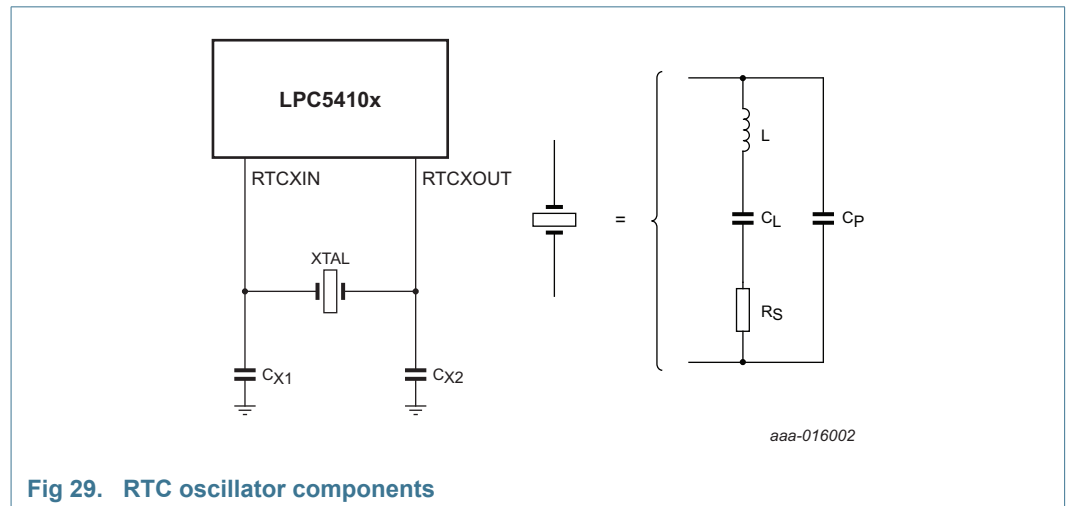 LPC5410x
RTCXIN
RTCXOUT
XTAL
CX1
CX2
=
L
CL
CP
RS
aaa-016002
Fig 29. RTC oscillator components